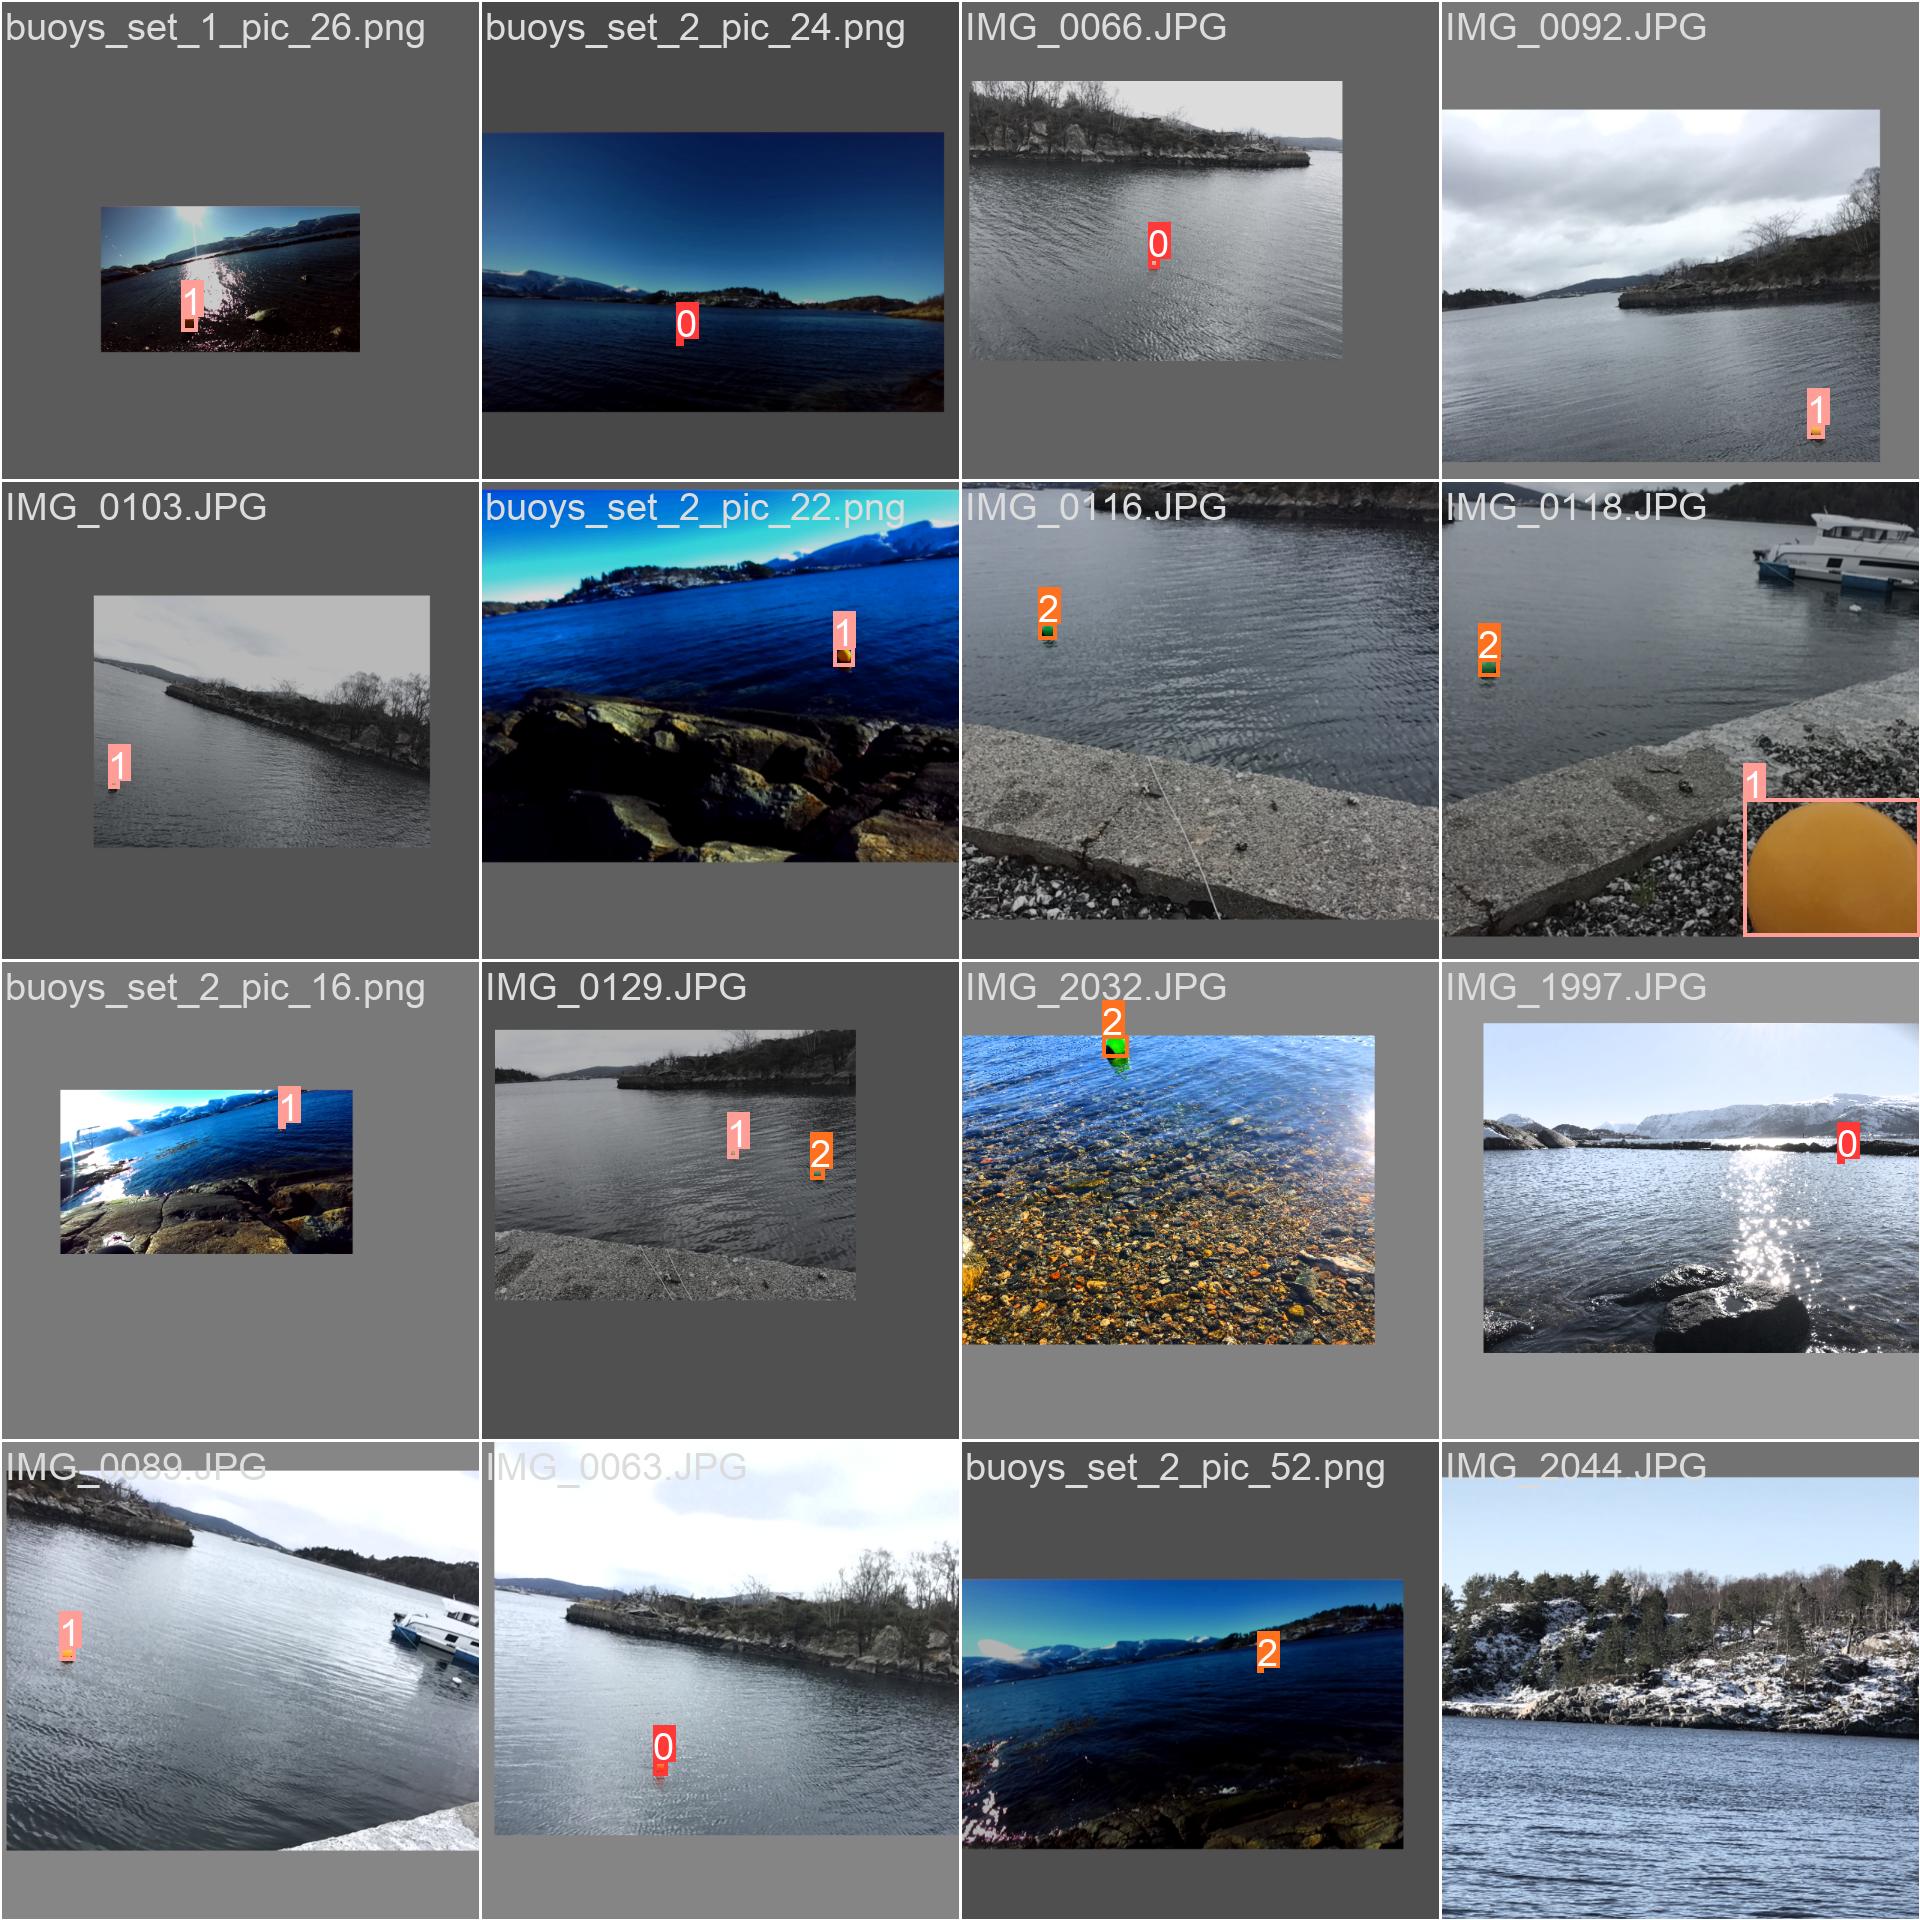 buoys_set_1_pic_26.png
buoys_set_2_pic_24.png
IMG_0066.JPG
IMG_0092.JPG
1
0
0
1
IMG_0103.JPG
buoys_set_2_pic_22.png
IMG_0116.JPG
IMG_0118.JPG
1
1
2
2
1
buoys_set_2_pic_16.png
IMG_0129.JPG
IMG_2032.JPG
IMG_1997.JPG
1
1
2
2
0
IMG_0089.JPG
IMG_0063.JPG
buoys_set_2_pic_52.png
IMG_2044.JPG
1
0
2